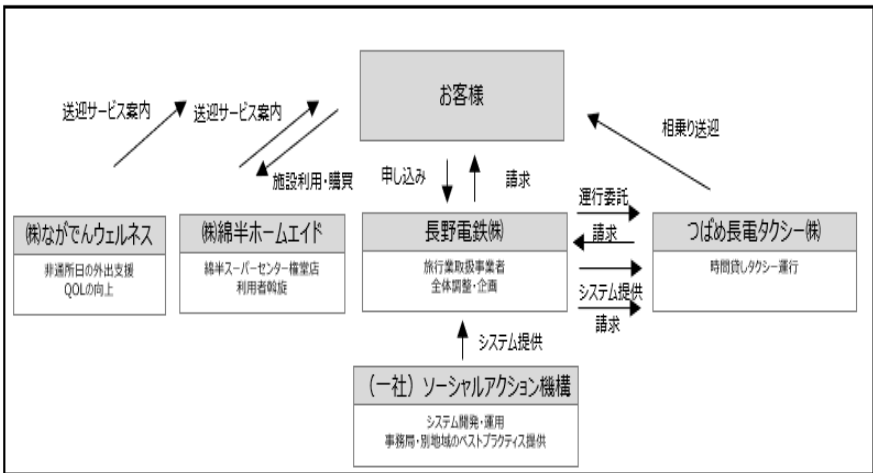 お客様
送迎サービス案内
送迎サービス案内
相乗り送迎
施設利用・購買
申し込み
請求
運行委託
㈱ながでんウェルネス
非通所日の外出支援
QOLの向上
㈱綿半ホームエイド
綿半スーパーセンター権堂店
利用者斡旋
長野電鉄㈱
旅行業取扱事業者
全体調整・企画
請求
システム提供
請求
つばめ長電タクシー㈱
時間貸しタクシー運行
システム提供
（一社）ソーシャルアクション機構
システム開発・運用
事務局・別地域のベストプラクティス提供